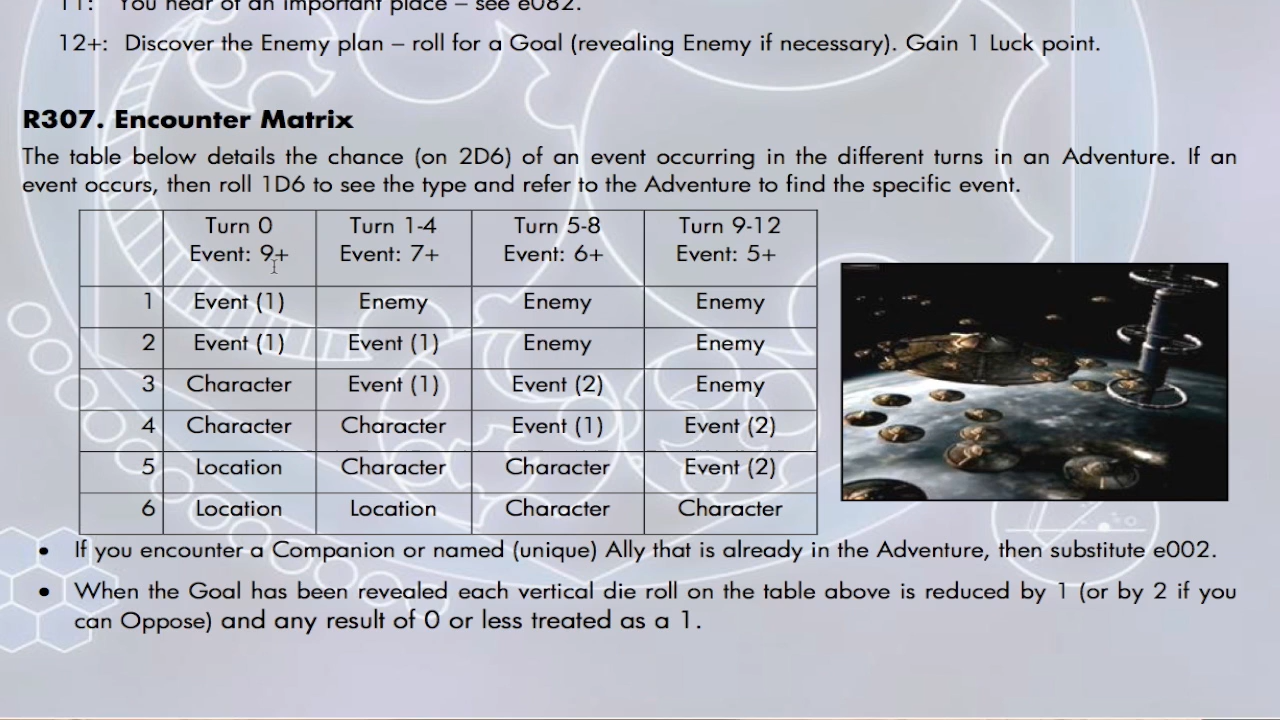 11: You hear of an important place – see e082.
12+: Discover the Enemy plan – roll for a Goal (revealing Enemy if necessary). Gain 1 Luck point.
R307. Encounter Matrix
The table below details the chance (on 2D6) of an event occurring in the different turns in an Adventure. If an
event occurs, then roll 1D6 to see the type and refer to the Adventure to find the specific event.
Turn 0 Turn 1-4 Turn 5-8 Turn 9-12
Event: 9+ Event: 7+ Event: 6+ Event: 5+
1 Event (1) Enemy Enemy Enemy
2 Event (1) Event (1) Enemy Enemy
3 Character Event (1) Event (2) Enemy
4 Character Character Event (1) Event (2)
5 Location Character Character Event (2)
6 Location Location Character Character
• If you encounter a Companion or named (unique) Ally that is already in the Adventure, then substitute e002.
• When the Goal has been revealed each vertical die roll on the table above is reduced by 1 (or by 2 if you
can Oppose) and any result of 0 or less treated as a 1.